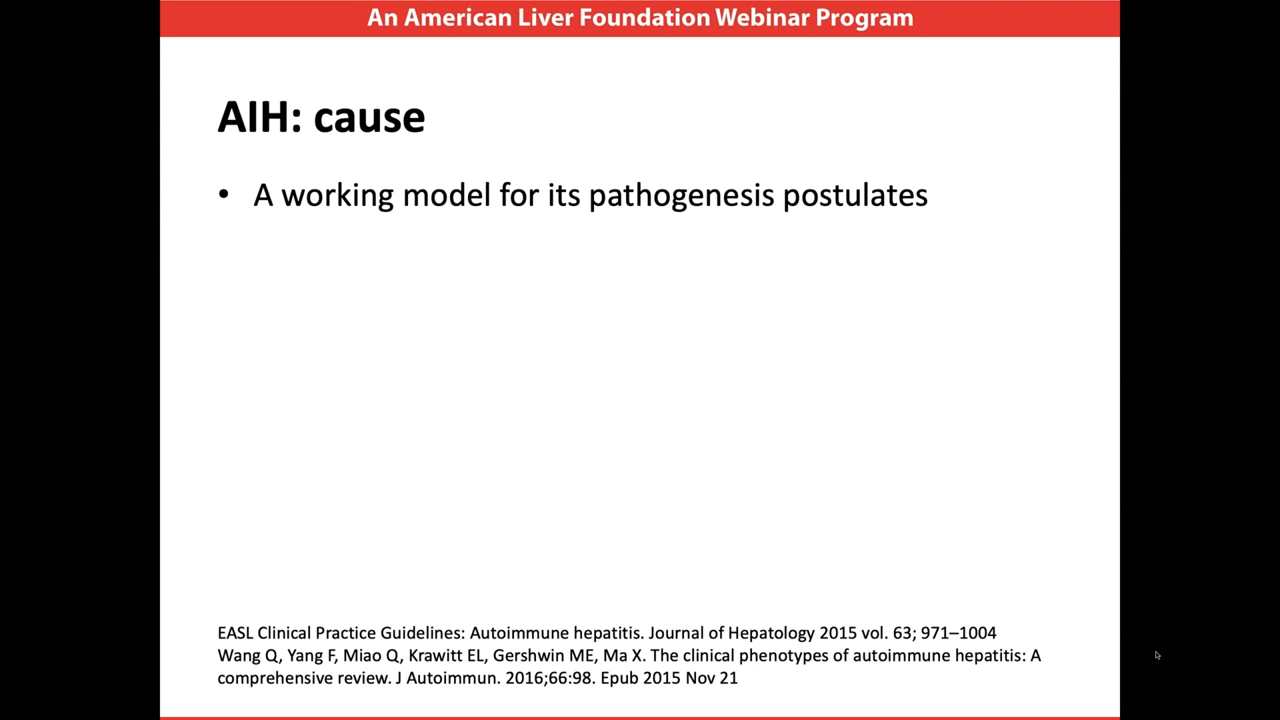 An American Liver Foundation Webinar Program
AIH: cause
• A working model for its pathogenesis postulates
EASL Clinical Practice Guidelines: Autoimmune hepatitis. Journal of Hepatology 2015 vol. 63; 971–1004
Wang Q, Yang F, Miao Q, Krawitt EL, Gershwin ME, Ma X. The clinical phenotypes of autoimmune hepatitis: A
comprehensive review. J Autoimmun. 2016;66:98. Epub 2015 Nov 21